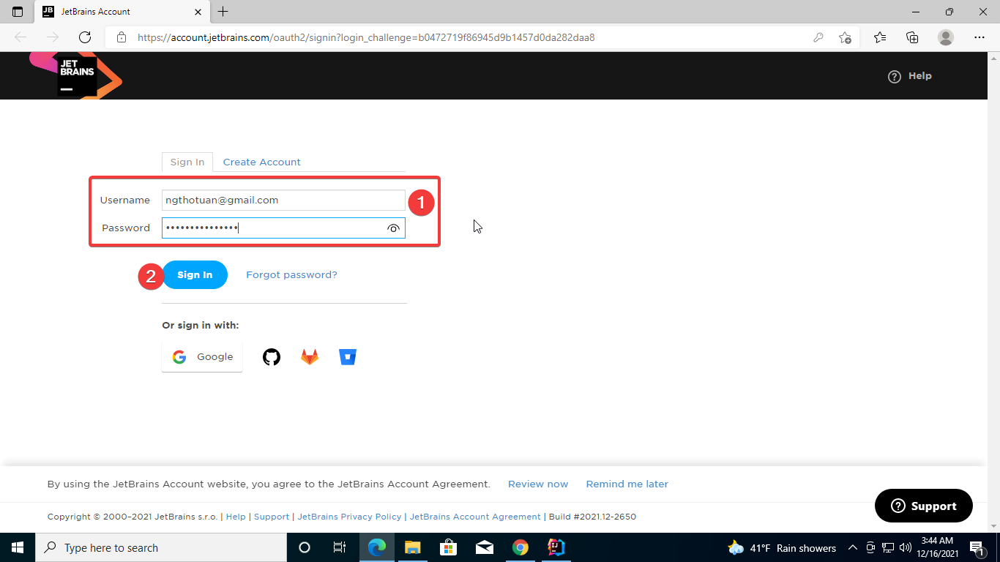 JB JetBrains Account
https://account.jetbrains.com/oauth2/signin?login_challenge=b0472719f86945d9b1457d0da282daa8
JET
BRAINS
? Help
Sign In Create Account
Username ngthotuan@gmail.com 1
Password •••••••••••••••
2 Sign In Forgot password?
Or sign in with:
G Google
By using the JetBrains Account website, you agree to the JetBrains Account Agreement. Review now Remind me later
? Support
Copyright © 2000–2021 JetBrains s.r.o. | Help | Support | JetBrains Privacy Policy | JetBrains Account Agreement | Build #2021.12-2650
Type here to search
IJ
41°F Rain showers
3:44 AM
12/16/2021
1